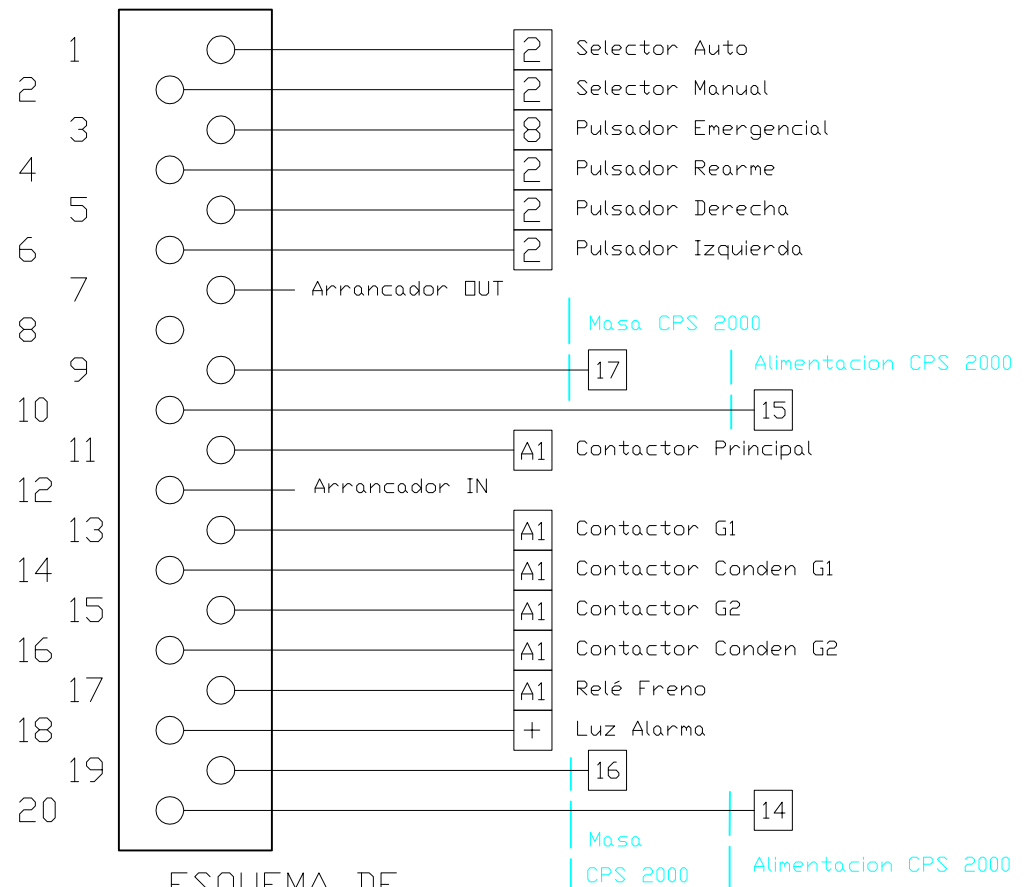 1 2 Selector Auto
2 2 Selector Manual
3 8 Pulsador Emergencial
4 2 Pulsador Rearme
5 2 Pulsador Derecha
6 2 Pulsador Izquierda
7 Arrancador OUT
8 Masa CPS 2000
9 17 Alimentacion CPS 2000
10 15
11 A1 Contactor Principal
12 Arrancador IN
13 A1 Contactor G1
14 A1 Contactor Conden G1
15 A1 Contactor G2
16 A1 Contactor Conden G2
17 A1 Relé Freno
18 + Luz Alarma
19 16
20 14
Masa
CPS 2000
Alimentacion CPS 2000
ESQUEMA DE